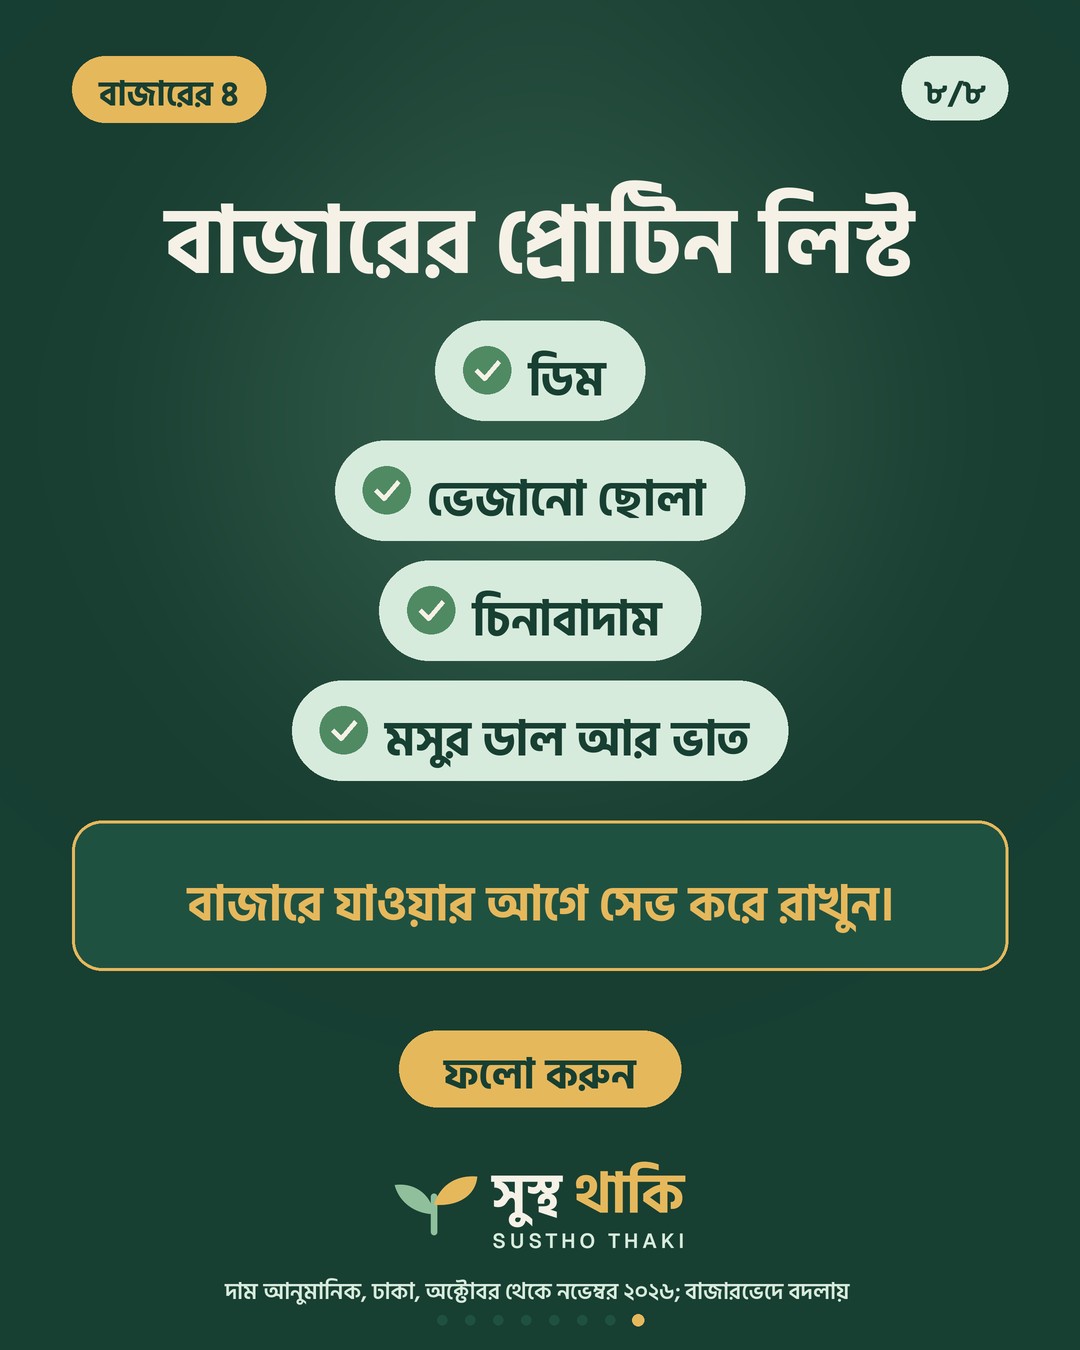 বাজারের ৪
৮/৮
বাজারের প্রোটিন লিস্ট
ডিম
ভেজানো ছোলা
চিনাবাদাম
মসুর ডাল আর ভাত
বাজারে যাওয়ার আগে সেভ করে রাখুন।
ফলো করুন
সুস্থ থাকি
SUSTHO THAKI
দাম আনুমানিক, ঢাকা, অক্টোবর থেকে নভেম্বর ২০২৬; বাজারভেদে বদলায়